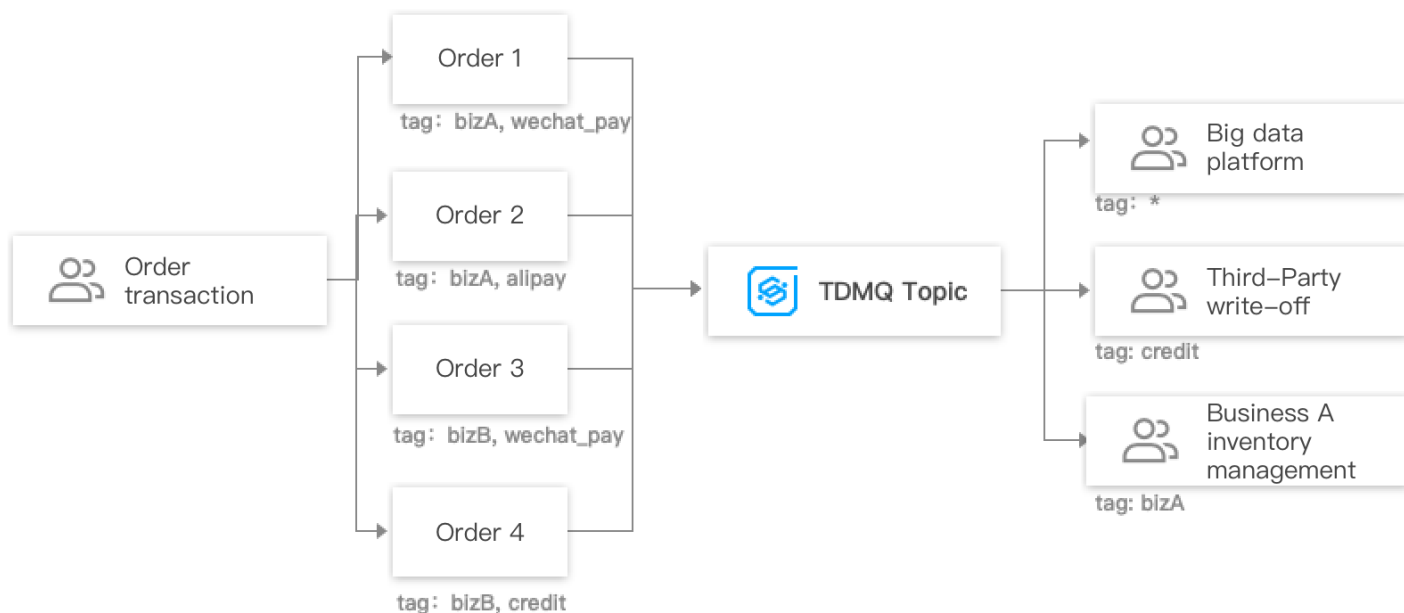 Order
transaction
Order 1
tag：bizA, wechat_pay
Order 2
tag：bizA, alipay
Order 3
tag：bizB, wechat_pay
Order 4
tag：bizB, credit
TDMQ Topic
Big data
platform
tag：*
Third-Party
write-off
tag: credit
Business A
inventory
management
tag: bizA